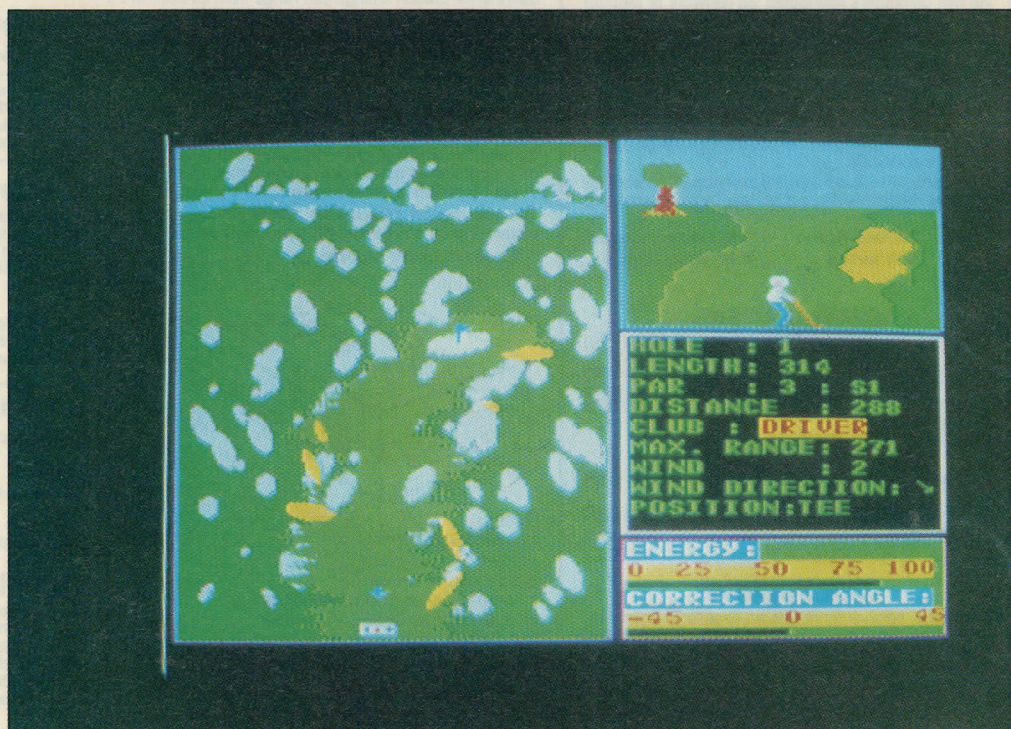 HOLE : 1
LENGTH: 314
PAR : 3 : S1
DISTANCE : 288
CLUB : DRIVER
MAX. RANGE: 271
WIND : 2
WIND DIRECTION: ↘
POSITION:TEE
ENERGY:
0 25 50 75 100
CORRECTION ANGLE:
-45 0 45